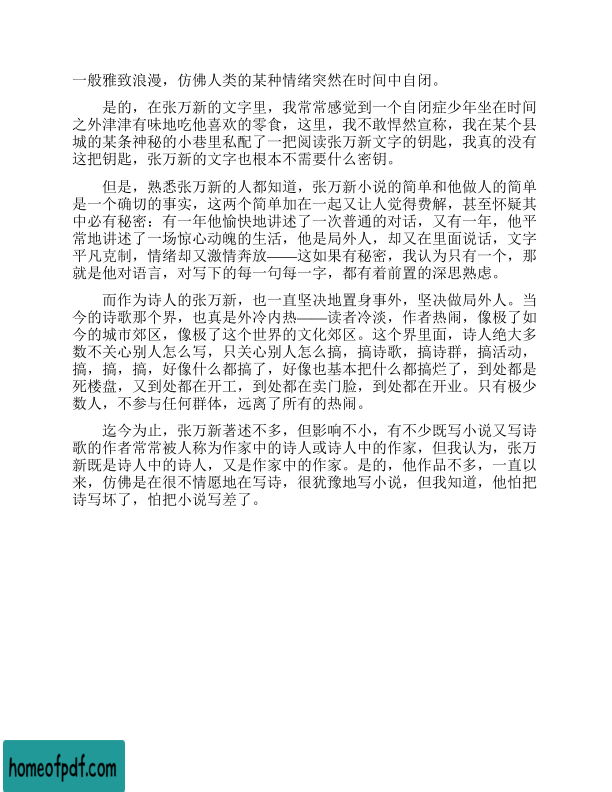 一般雅致浪漫，仿佛人类的某种情绪突然在时间中自闭。
是的，在张万新的文字里，我常常感觉到一个自闭症少年坐在时间
之外津津有味地吃他喜欢的零食，这里，我不敢悍然宣称，我在某个县
城的某条神秘的小巷里私配了一把阅读张万新文字的钥匙，我真的没有
这把钥匙，张万新的文字也根本不需要什么密钥。
但是，熟悉张万新的人都知道，张万新小说的简单和他做人的简单
是一个确切的事实，这两个简单加在一起又让人觉得费解，甚至怀疑其
中必有秘密：有一年他愉快地讲述了一次普通的对话，又有一年，他平
常地讲述了一场惊心动魄的生活，他是局外人，却又在里面说话，文字
平凡克制，情绪却又激情奔放——这如果有秘密，我认为只有一个，那
就是他对语言，对写下的每一句每一字，都有着前置的深思熟虑。
而作为诗人的张万新，也一直坚决地置身事外，坚决做局外人。当
今的诗歌那个界，也真是外冷内热——读者冷淡，作者热闹，像极了如
今的城市郊区，像极了这个世界的文化郊区。这个界里面，诗人绝大多
数不关心别人怎么写，只关心别人怎么搞，搞诗歌，搞诗群，搞活动，
搞，搞，搞，好像什么都搞了，好像也基本把什么都搞烂了，到处都是
死楼盘，又到处都在开工，到处都在卖门脸，到处都在开业。只有极少
数人，不参与任何群体，远离了所有的热闹。
迄今为止，张万新著述不多，但影响不小，有不少既写小说又写诗
歌的作者常常被人称为作家中的诗人或诗人中的作家，但我认为，张万
新既是诗人中的诗人，又是作家中的作家。是的，他作品不多，一直以
来，仿佛是在很不情愿地在写诗，很犹豫地写小说，但我知道，他怕把
诗写坏了，怕把小说写差了。
homeofpdf.com